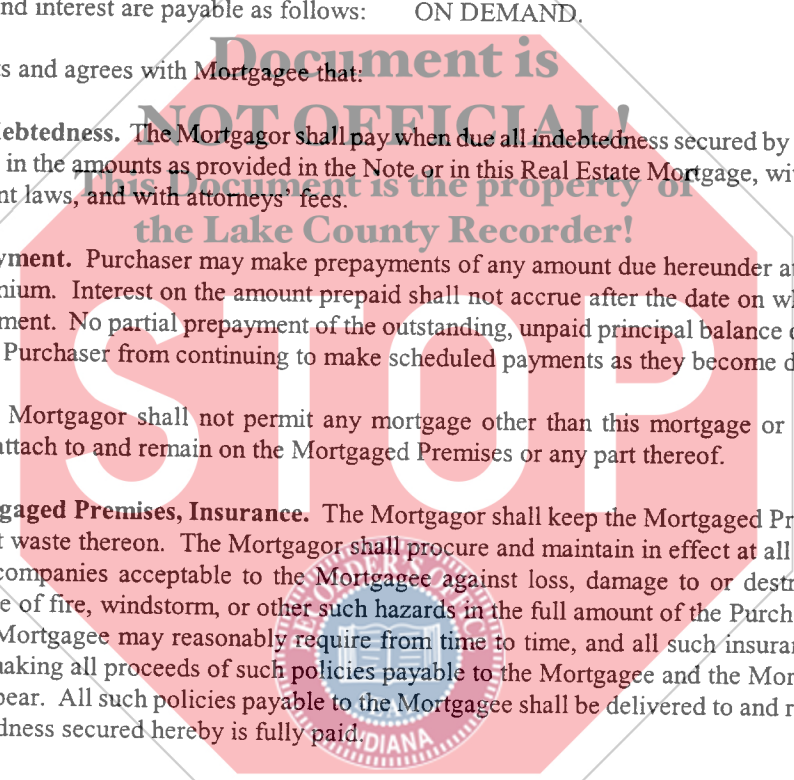 nd interest are payable as follows: ON DEMAND.
Document is
ts and agrees with Mortgagee that:
NOT OFFICIAL!
debtedness. The Mortgagor shall pay when due all indebtedness secured by
in the amounts as provided in the Note or in this Real Estate Mortgage, wi
This Document is the property of
nt laws, and with attorneys' fees.
the Lake County Recorder!
yment. Purchaser may make prepayments of any amount due hereunder a
nium. Interest on the amount prepaid shall not accrue after the date on w
ment. No partial prepayment of the outstanding, unpaid principal balance
Purchaser from continuing to make scheduled payments as they become d
STOP
Mortgagor shall not permit any mortgage other than this mortgage or
attach to and remain on the Mortgaged Premises or any part thereof.
gaged Premises, Insurance. The Mortgagor shall keep the Mortgaged Pr
t waste thereon. The Mortgagor shall procure and maintain in effect at all
companies acceptable to the Mortgagee against loss, damage to or destr
e of fire, windstorm, or other such hazards in the full amount of the Purch
Mortgagee may reasonably require from time to time, and all such insuran
naking all proceeds of such policies payable to the Mortgagee and the Mor
pear. All such policies payable to the Mortgagee shall be delivered to and r
dness secured hereby is fully paid.
RECORDER'S OFFICE
SEAL
INDIANA